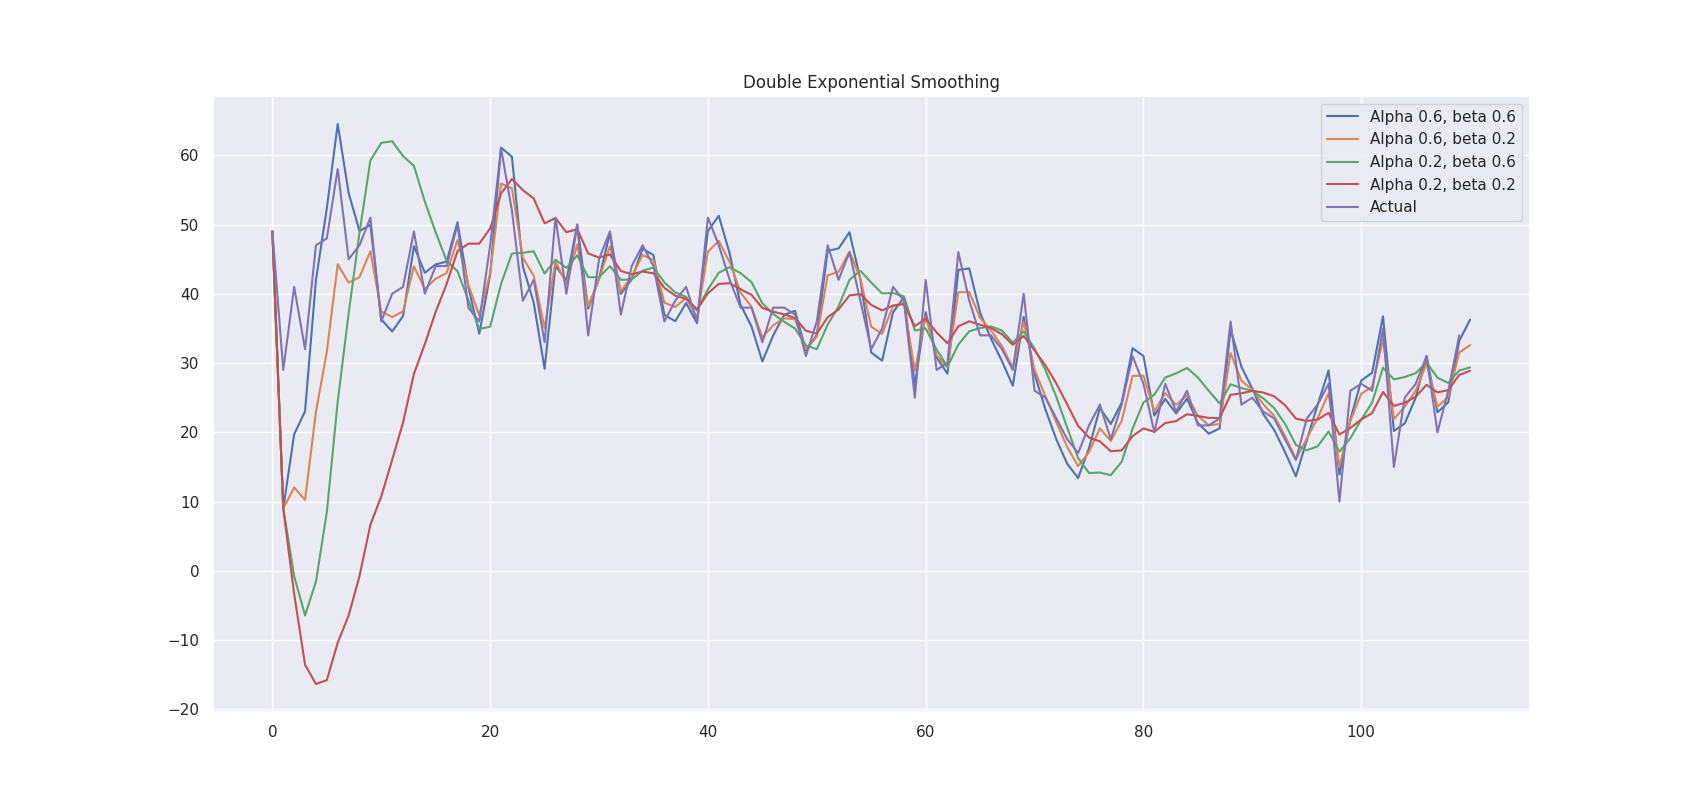 Double Exponential Smoothing
Alpha 0.6, beta 0.6
Alpha 0.6, beta 0.2
Alpha 0.2, beta 0.6
Alpha 0.2, beta 0.2
Actual
60
50
40
30
20
10
0
−10
−20
0 20 40 60 80 100